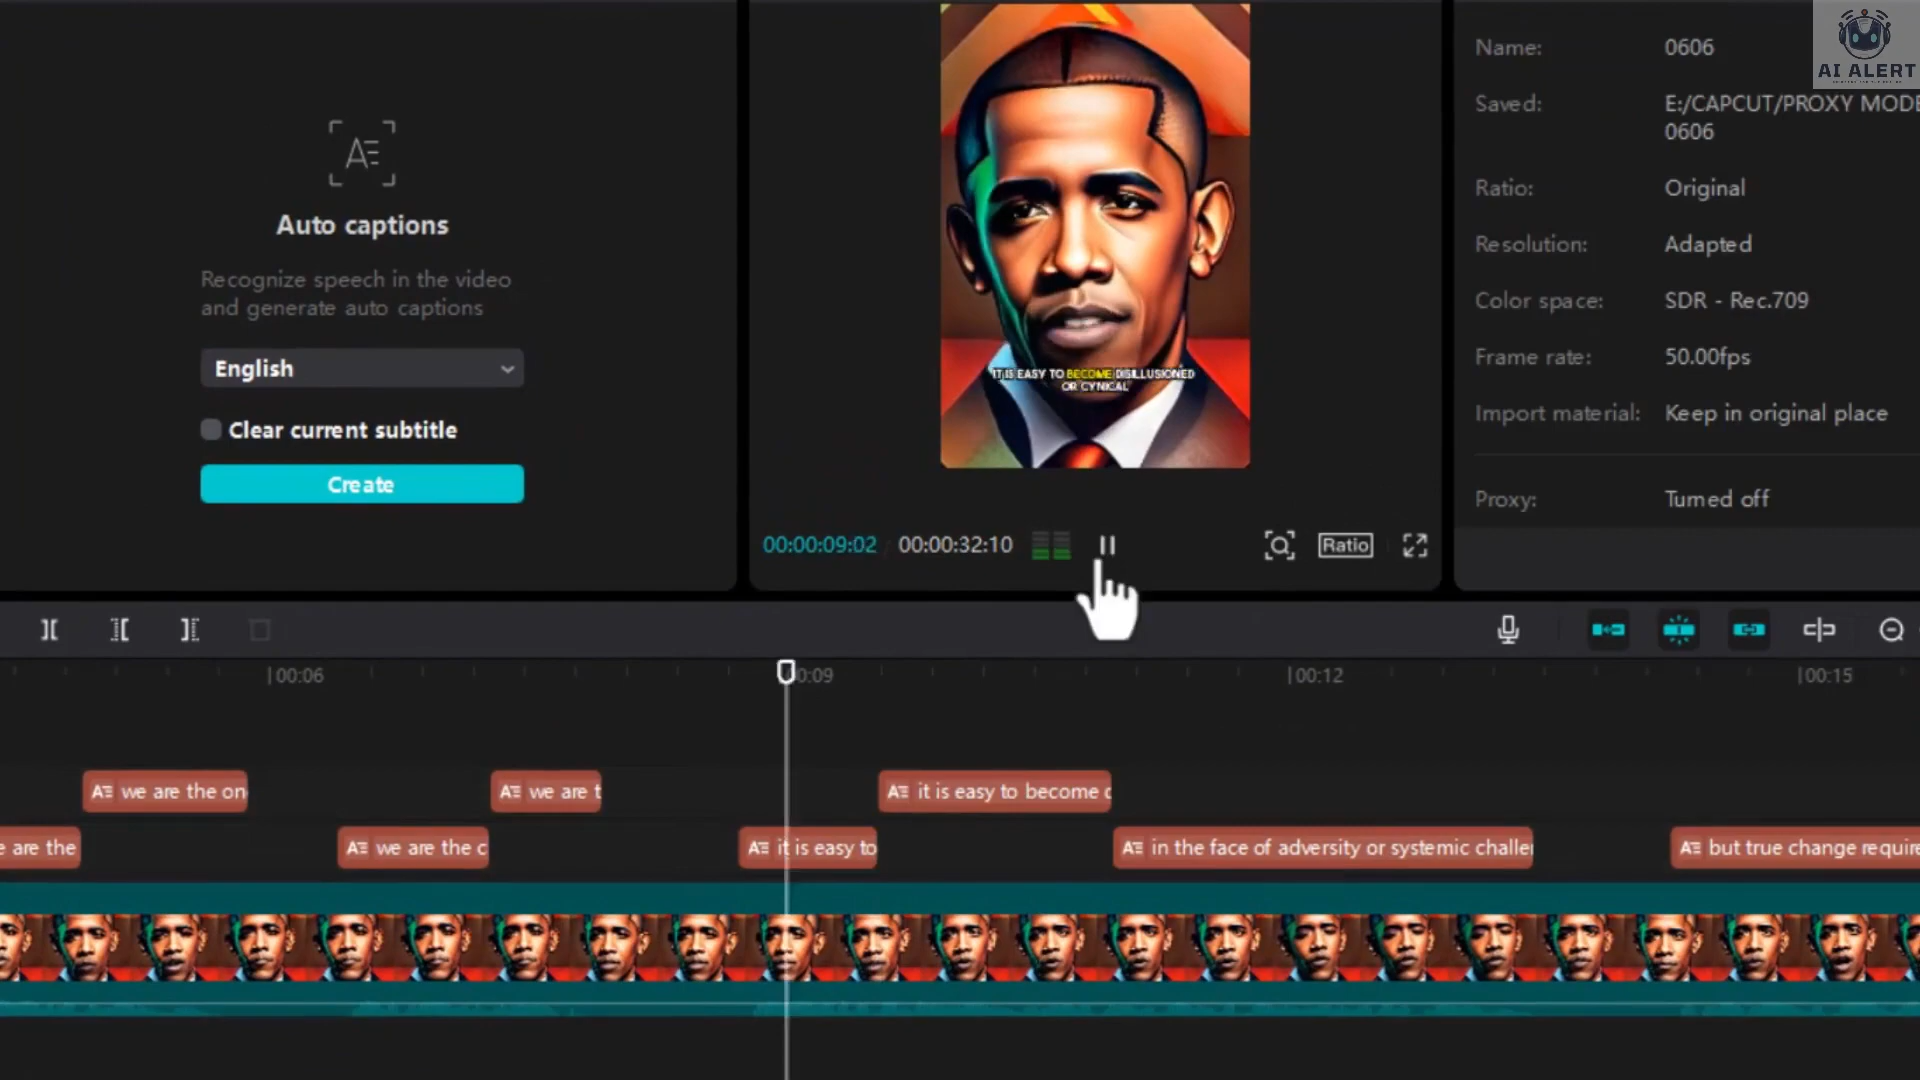 Auto captions
Recognize speech in the video
and generate auto captions
English
Clear current subtitle
Create
IT IS EASY TO BECOME DISILLUSIONED
OR CYNICAL
00:00:09:02 00:00:32:10
Ratio
Name: 0606
Saved: E:/CAPCUT/PROXY MODE
0606
Ratio: Original
Resolution: Adapted
Color space: SDR - Rec.709
Frame rate: 50.00fps
Import material: Keep in original place
Proxy: Turned off
AI ALERT
00:06 0:09 00:12 00:15
we are the on we are t it is easy to become
e are the we are the c it is easy to in the face of adversity or systemic challe but true change require